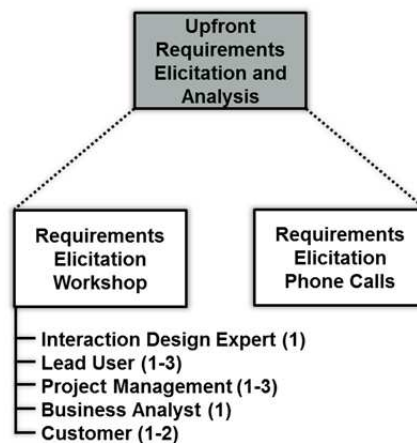 Upfront
Requirements
Elicitation and
Analysis
Requirements
Elicitation
Workshop
Requirements
Elicitation
Phone Calls
Interaction Design Expert (1)
Lead User (1-3)
Project Management (1-3)
Business Analyst (1)
Customer (1-2)